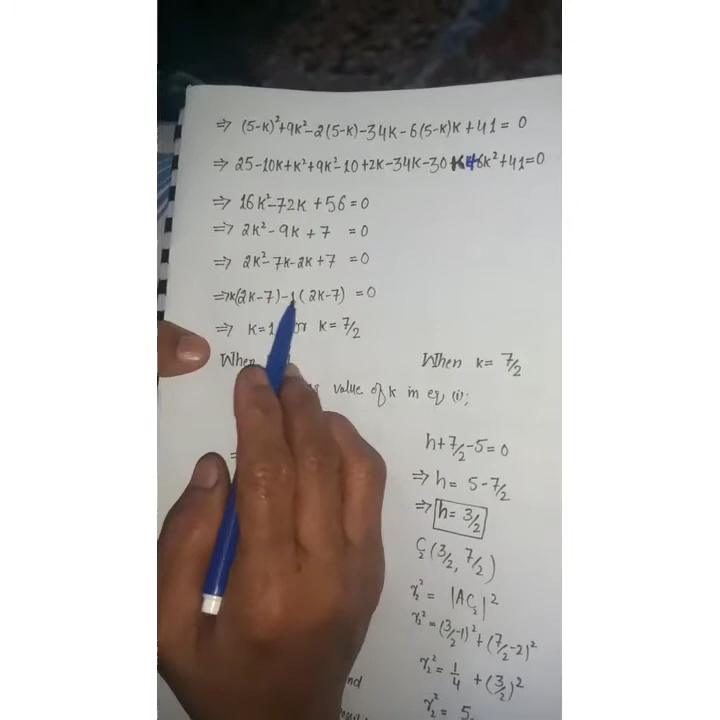 ⇒ (5-k)²+9k²-2(5-k)-34k-6(5-k)k+41 = 0
⇒ 25-10k+k²+9k²-10+2k-34k-30k+6k²+41=0
⇒ 16k²-72k+56=0
⇒ 2k²-9k+7 =0
⇒ 2k²-7k-2k+7 =0
⇒k(2k-7)-1(2k-7) =0
⇒ k=1 or k=7/2
When
When k= 7/2
value of k in eq (i);
h+7/2-5=0
⇒ h= 5-7/2
⇒ h= 3/2
C₂(3/2, 7/2)
r₂² = |AC₂|²
r₂²=(3/2-1)²+(7/2-2)²
r₂²= 1/4 +(3/2)²
r₂²= 5